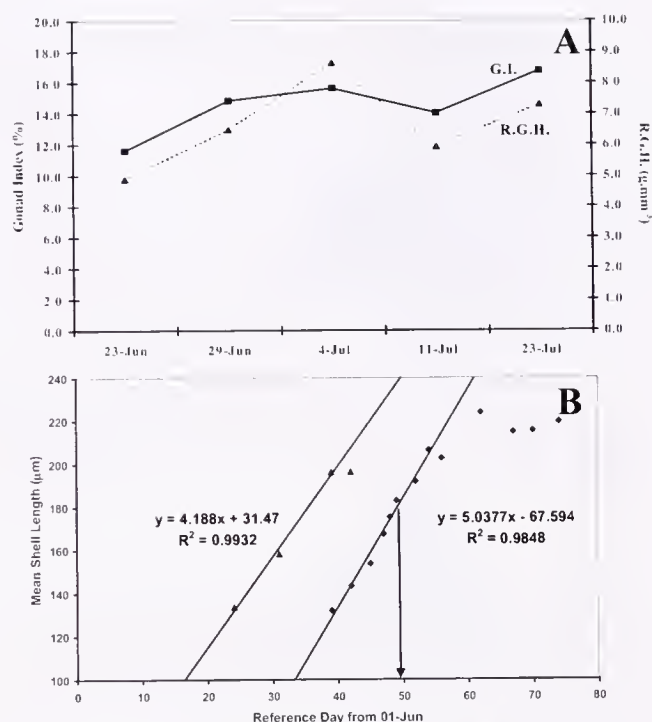 A
20.0
18.0
16.0
14.0
12.0
10.0
8.0
6.0
4.0
2.0
0.0
Gonad Index (%)
10.0
9.0
8.0
7.0
6.0
5.0
4.0
3.0
2.0
1.0
0.0
R.G.H. (g.mm³)
G.I.
R.G.H.
23-Jun
29-Jun
4-Jul
11-Jul
23-Jul
B
240
220
200
180
160
140
120
100
Mean Shell Length (µm)
y = 4.188x + 31.47
R² = 0.9932
y = 5.0377x - 67.594
R² = 0.9848
0
10
20
30
40
50
60
70
80
Reference Day from 01-Jun